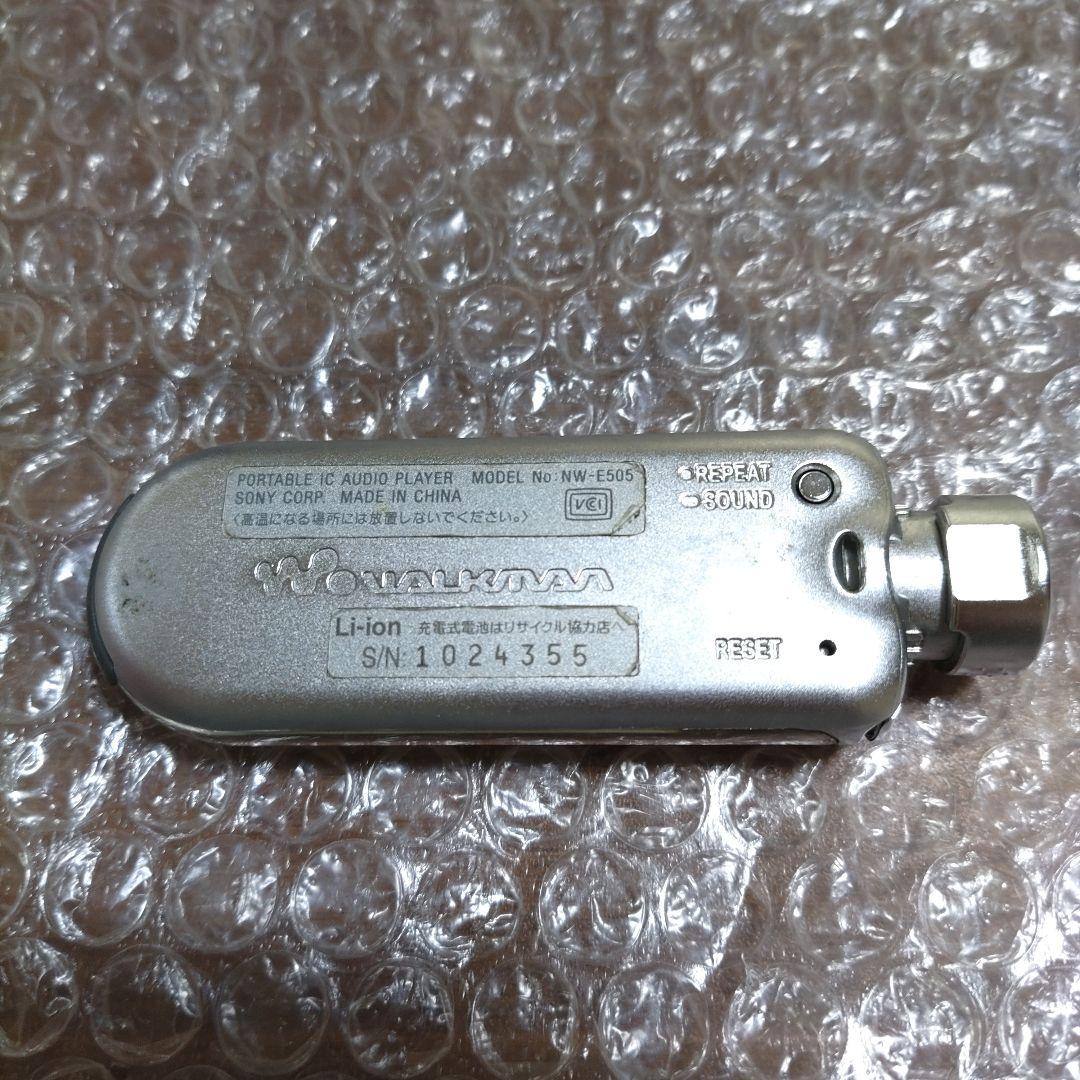 PORTABLE IC AUDIO PLAYER MODEL No: NW-E505
SONY CORP. MADE IN CHINA
〈高温になる場所には放置しないでください。〉
VCI
REPEAT
SOUND
WALKMAN
Li-ion 充電式電池はリサイクル協力店へ
S/N 1024355
RESET